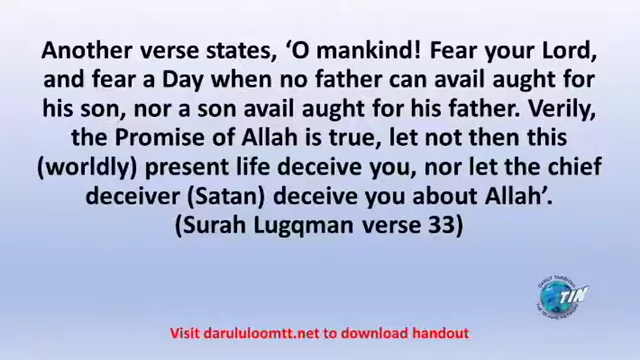 Another verse states, ‘O mankind! Fear your Lord,
and fear a Day when no father can avail aught for
his son, nor a son avail aught for his father. Verily,
the Promise of Allah is true, let not then this
(worldly) present life deceive you, nor let the chief
deceiver (Satan) deceive you about Allah’.
(Surah Lugqman verse 33)
TIN
Visit darululoomtt.net to download handout